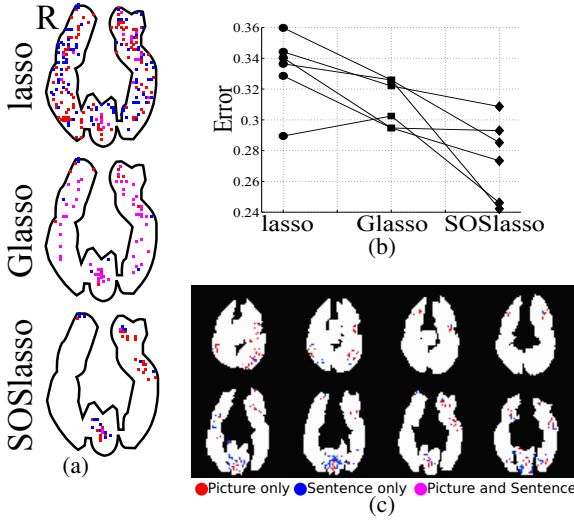 R
lasso
Glasso
SOSlasso
(a)
0.36
0.34
0.32
0.3
0.28
0.26
0.24
Error
lasso Glasso SOSlasso
(b)
Picture only Sentence only Picture and Sentence
(c)